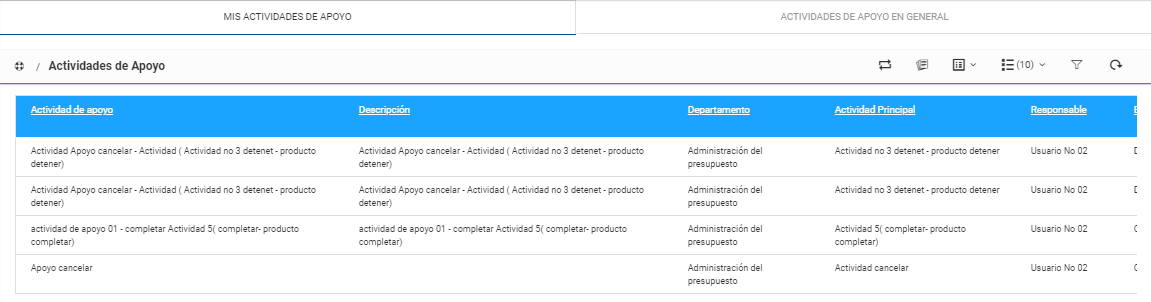 MIS ACTIVIDADES DE APOYO
ACTIVIDADES DE APOYO EN GENERAL
/ Actividades de Apoyo
(10)
Actividad de apoyo Descripción Departamento Actividad Principal Responsable
Actividad Apoyo cancelar - Actividad ( Actividad no 3 detenet - producto detener) Actividad Apoyo cancelar - Actividad ( Actividad no 3 detenet - producto detener) Administración del presupuesto Actividad no 3 detenet - producto detener Usuario No 02
Actividad Apoyo cancelar - Actividad ( Actividad no 3 detenet - producto detener) Actividad Apoyo cancelar - Actividad ( Actividad no 3 detenet - producto detener) Administración del presupuesto Actividad no 3 detenet - producto detener Usuario No 02
actividad de apoyo 01 - completar Actividad 5( completar- producto completar) actividad de apoyo 01 - completar Actividad 5( completar- producto completar) Administración del presupuesto Actividad 5( completar- producto completar) Usuario No 02
Apoyo cancelar Administración del presupuesto Actividad cancelar Usuario No 02